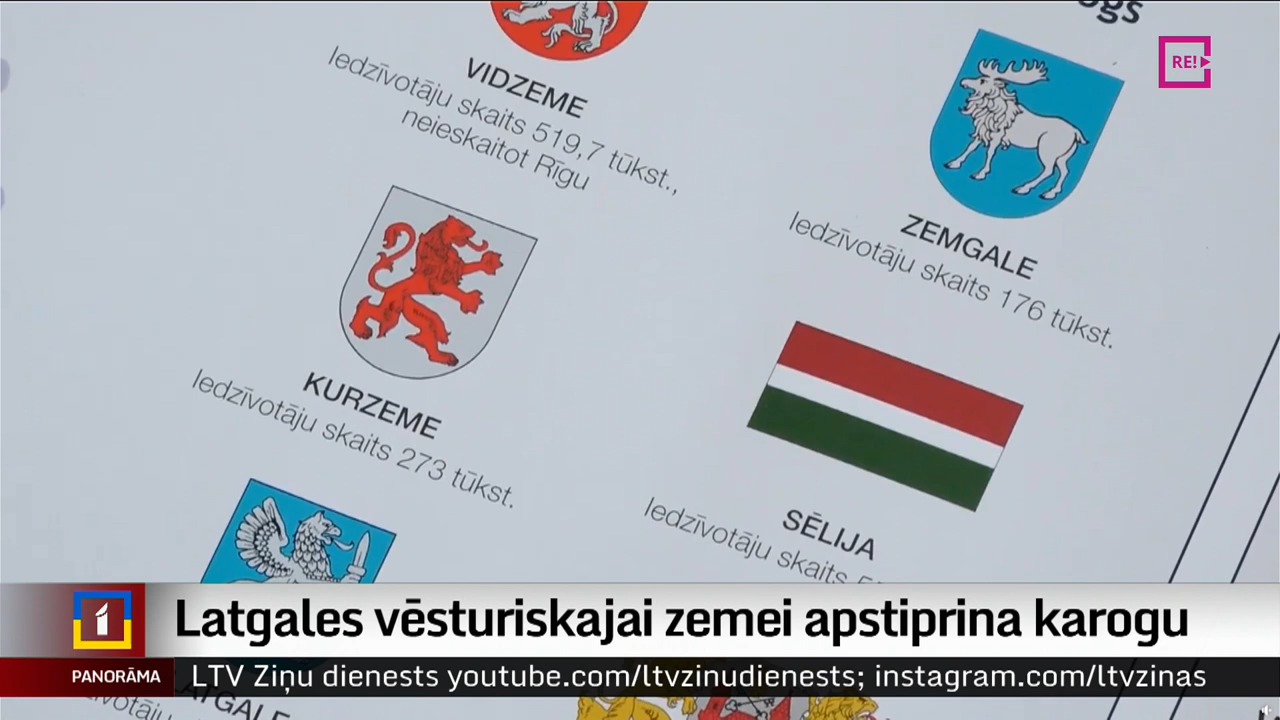 RE!
VIDZEME
Iedzīvotāju skaits 519,7 tūkst.,
neieskaitot Rīgu
ZEMGALE
Iedzīvotāju skaits 176 tūkst.
KURZEME
Iedzīvotāju skaits 273 tūkst.
SĒLIJA
Iedzīvotāju skaits
1
Latgales vēsturiskajai zemei apstiprina karogu
PANORĀMA
LTV Ziņu dienests youtube.com/ltvzinudienests; instagram.com/ltvzinas